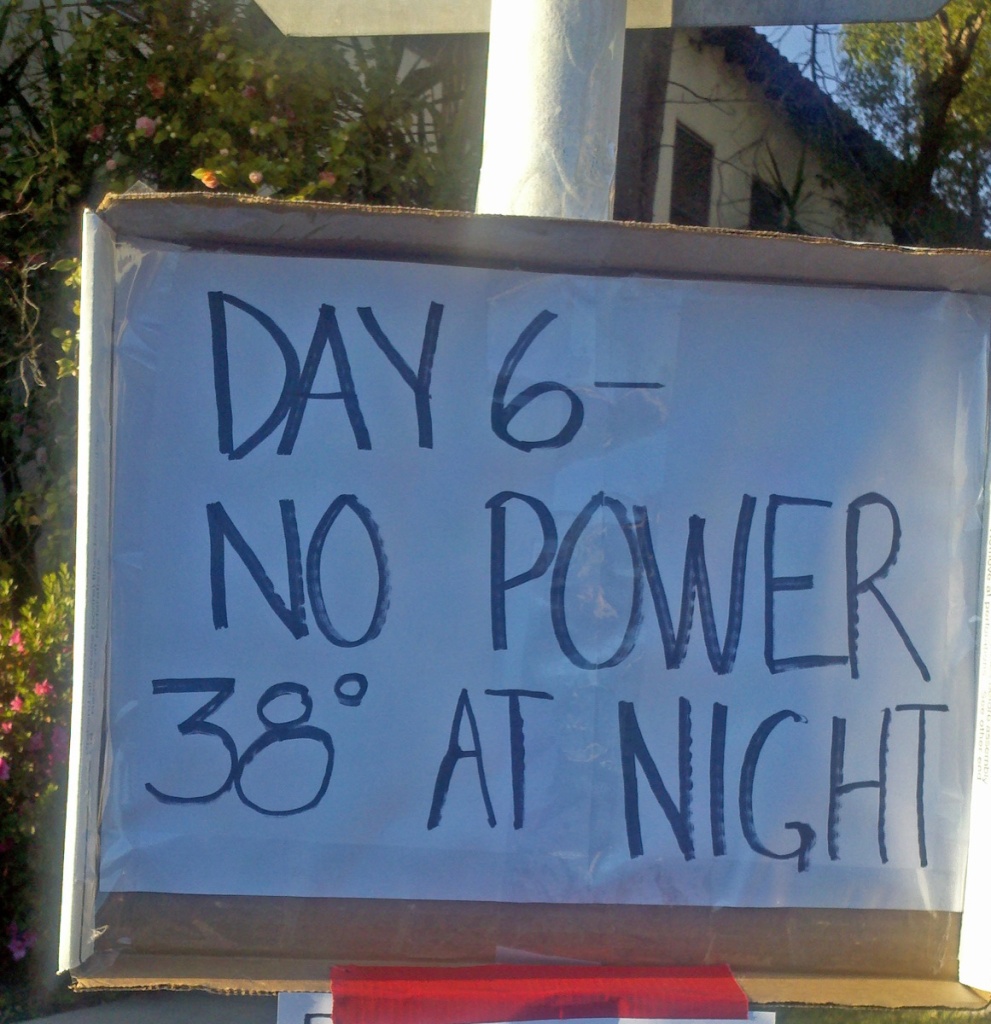 DAY 6-
NO POWER
38° AT NIGHT